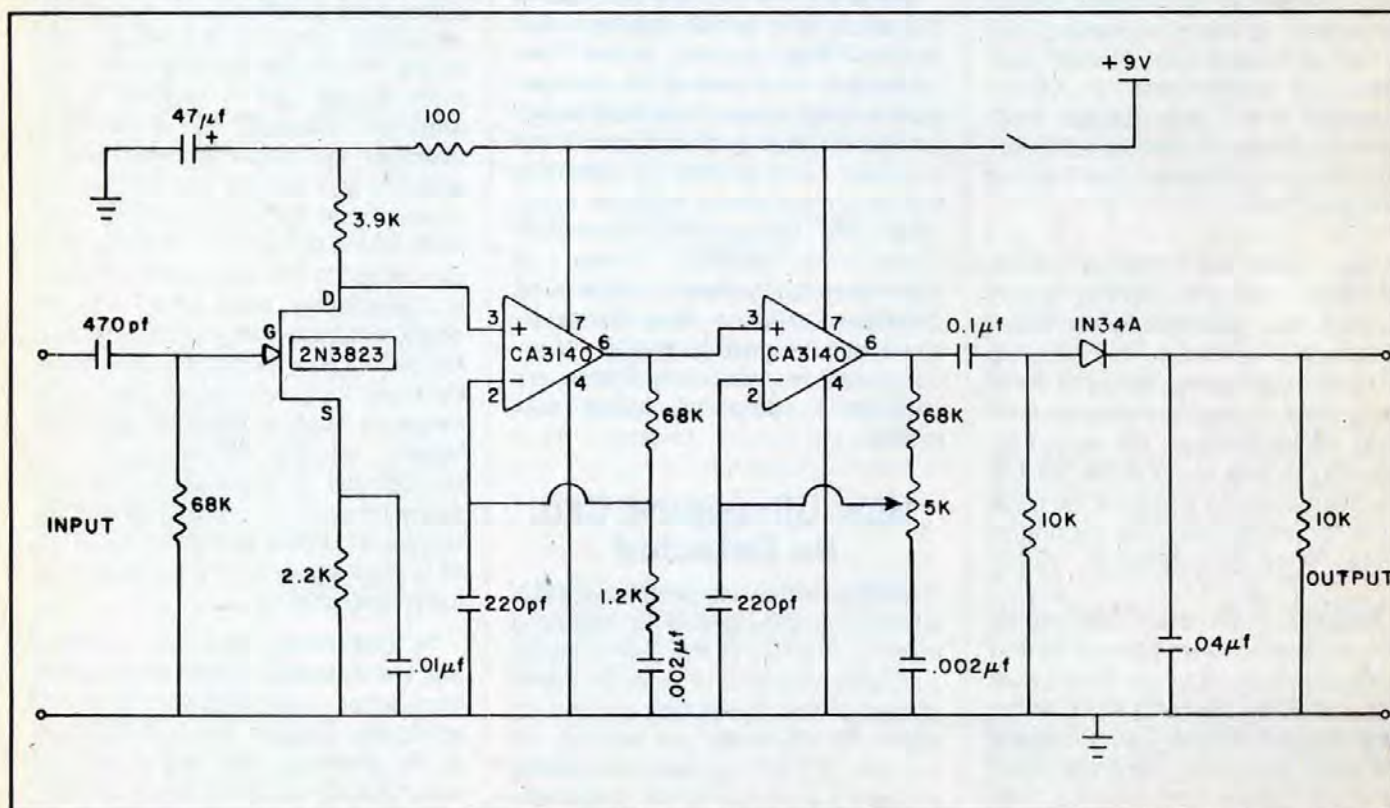 +9V
47µf
+
100
3.9K
D
470pf
G
2N3823
S
3
+
7
CA3140
6
−
2
4
3
+
7
CA3140
6
−
2
4
0.1µf
1N34A
68K
68K
INPUT
68K
5K
10K
10K
OUTPUT
2.2K
220pf
1.2K
220pf
.01µf
.002µf
.002µf
.04µf